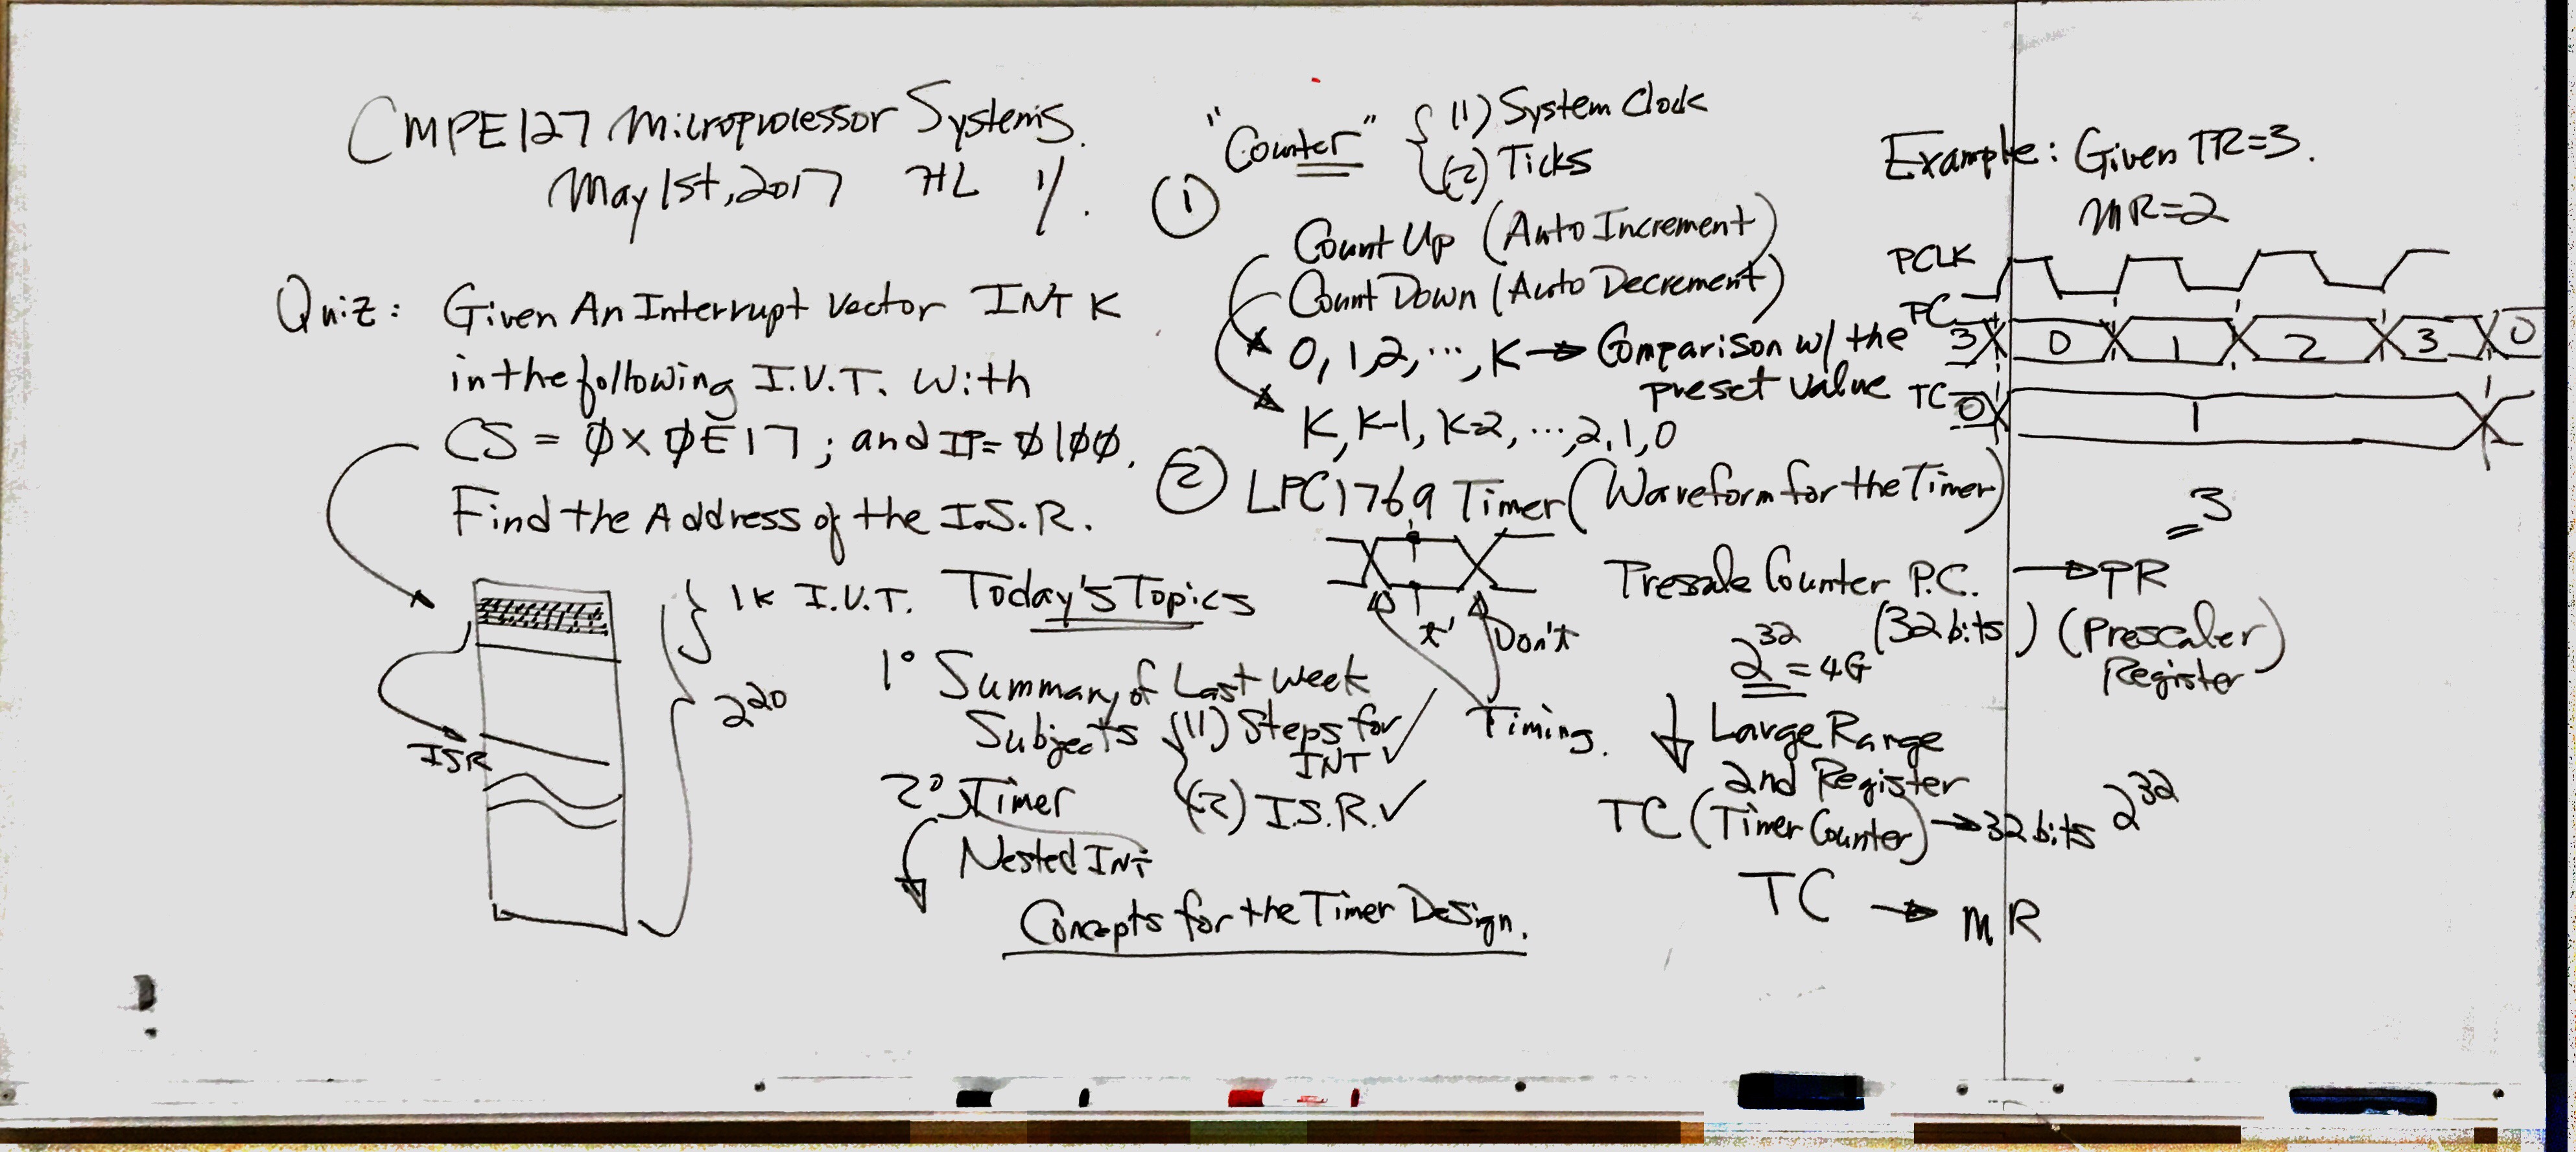 CMPE127 Microprocessor Systems.
May 1st, 2017 HL 1/.
Quiz: Given An Interrupt Vector INT K
in the following I.V.T. With
CS = 0x0E17; and IP= 0100.
Find the Address of the I.S.R.
1K I.V.T.
2^20
ISR
Today's Topics
1° Summary of Last Week
Subjects { (1) Steps for
INT ✓
(2) I.S.R. ✓
2° Timer
Nested INT
Concepts for the Timer Design.
① "Counter" { (1) System Clock
(2) Ticks
Count Up (Auto Increment)
Count Down (Auto Decrement)
0, 1, 2, ..., K → Comparison w/ the
preset value
K, K-1, K-2, ..., 2, 1, 0
② LPC1769 Timer (Waveform for the Timer)
Don't
Timing.
Presale Counter P.C. → PR
(32 bits) (Prescaler
Register)
2^32 = 4G
Large Range
2nd Register
TC (Timer Counter) → 32 bits 2^32
TC → MR
Example: Given PR=3.
MR=2
PCLK
PC 3 0 1 2 3 0
TC 0 1
=3